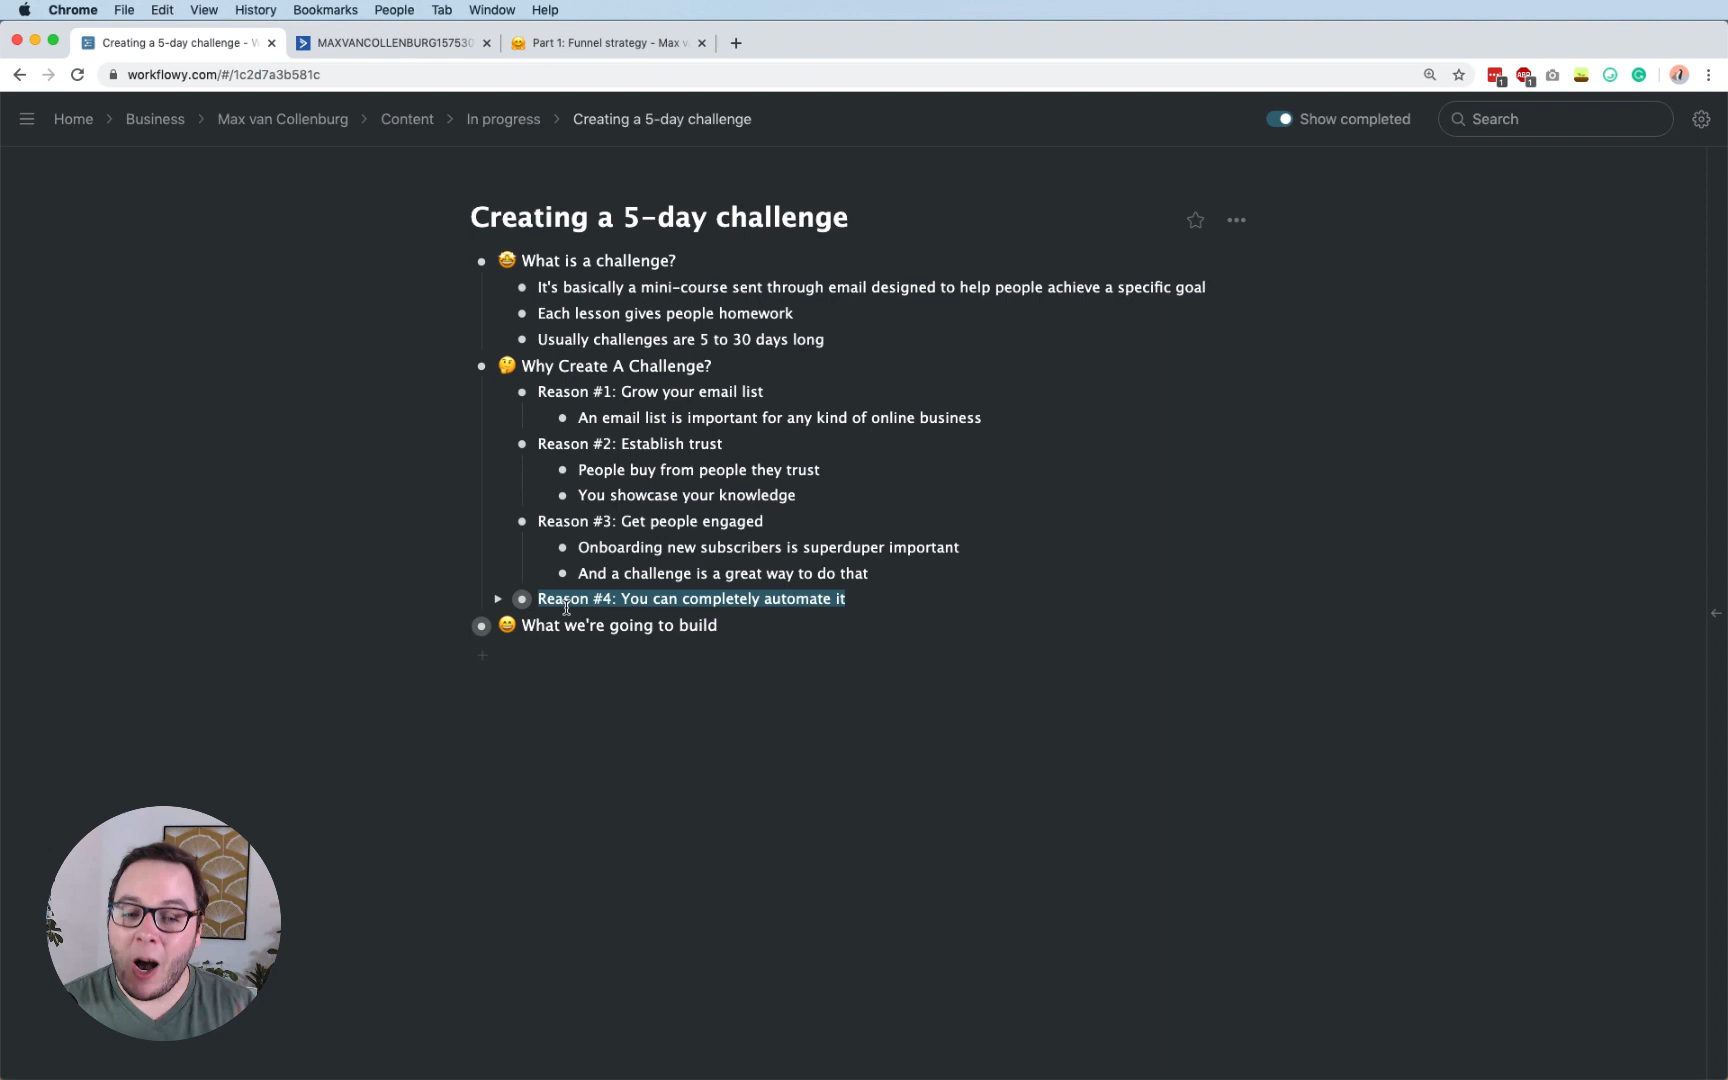 Chrome File Edit View History Bookmarks People Tab Window Help
Creating a 5-day challenge - W
MAXVANCOLLENBURG157530
Part 1: Funnel strategy - Max v
workflowy.com/#/1c2d7a3b581c
1
ABP
1
Home > Business > Max van Collenburg > Content > In progress > Creating a 5-day challenge
Show completed
Search
Creating a 5-day challenge
🤩 What is a challenge?
It's basically a mini-course sent through email designed to help people achieve a specific goal
Each lesson gives people homework
Usually challenges are 5 to 30 days long
🤔 Why Create A Challenge?
Reason #1: Grow your email list
An email list is important for any kind of online business
Reason #2: Establish trust
People buy from people they trust
You showcase your knowledge
Reason #3: Get people engaged
Onboarding new subscribers is superduper important
And a challenge is a great way to do that
Reason #4: You can completely automate it
😄 What we're going to build